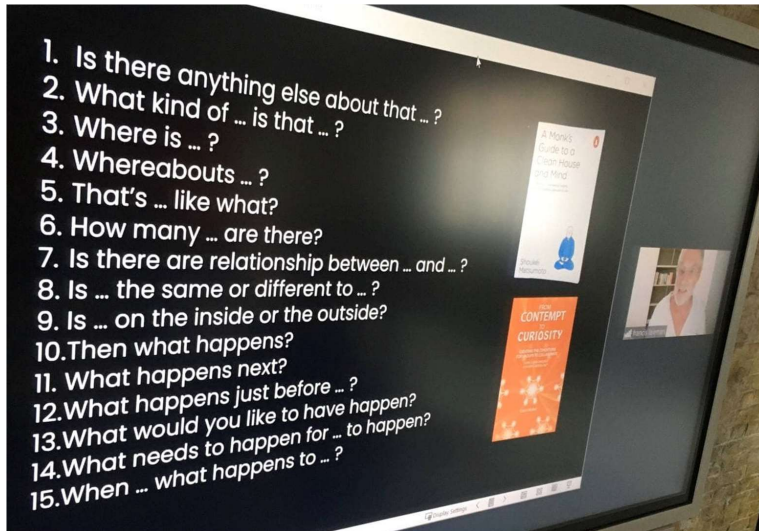 1. Is there anything else about that ... ?
2. What kind of ... is that ... ?
3. Where is ... ?
4. Whereabouts ... ?
5. That's ... like what?
6. How many ... are there?
7. Is there are relationship between ... and ... ?
8. Is ... the same or different to ... ?
9. Is ... on the inside or the outside?
10.Then what happens?
11. What happens next?
12.What happens just before ... ?
13.What would you like to have happen?
14.What needs to happen for ... to happen?
15.When ... what happens to ... ?
A Monk's
Guide to a
Clean House
and Mind
Shoukei
Matsumoto
FROM
CONTEMPT
TO
CURIOSITY
Display Settings